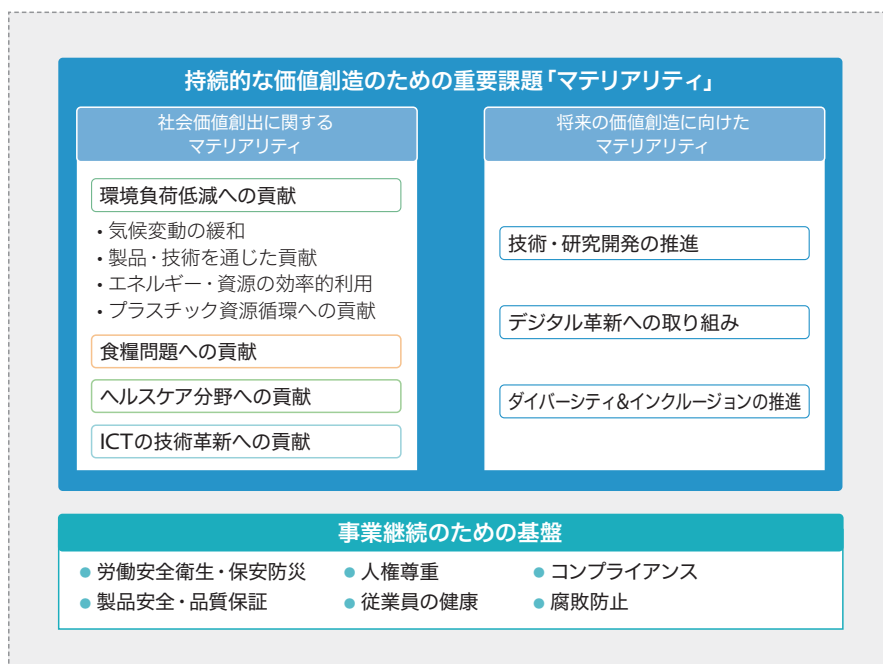 持続的な価値創造のための重要課題「マテリアリティ」
社会価値創出に関する
マテリアリティ
環境負荷低減への貢献
・気候変動の緩和
・製品・技術を通じた貢献
・エネルギー・資源の効率的利用
・プラスチック資源循環への貢献
食糧問題への貢献
ヘルスケア分野への貢献
ICTの技術革新への貢献
将来の価値創造に向けた
マテリアリティ
技術・研究開発の推進
デジタル革新への取り組み
ダイバーシティ&インクルージョンの推進
事業継続のための基盤
● 労働安全衛生・保安防災
● 人権尊重
● コンプライアンス
● 製品安全・品質保証
● 従業員の健康
● 腐敗防止